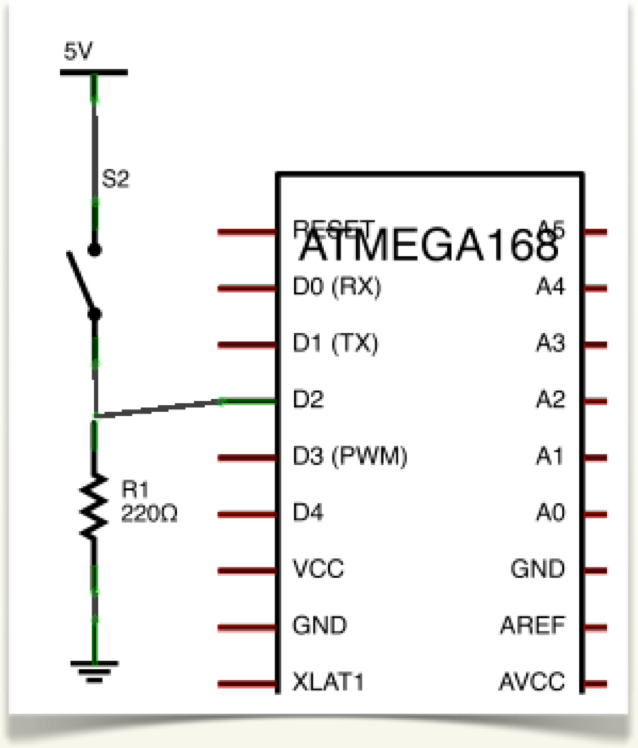 5V
S2
RESET
A5
ATMEGA168
D0 (RX)
A4
D1 (TX)
A3
D2
A2
D3 (PWM)
A1
R1
220Ω
D4
A0
VCC
GND
GND
AREF
XLAT1
AVCC